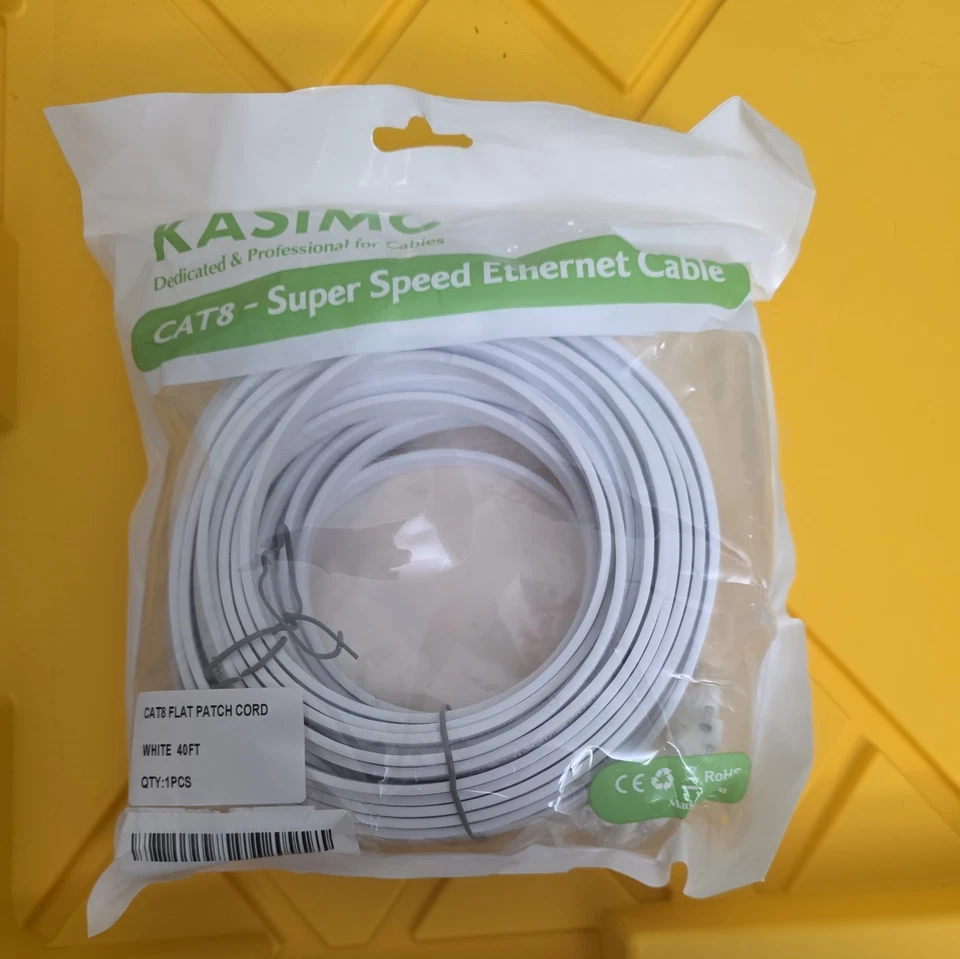 KASIMO
Dedicated & Professional for Cables
CAT8 - Super Speed Ethernet Cable
CAT8 FLAT PATCH CORD
WHITE 40FT
QTY:1PCS
CE RoHS